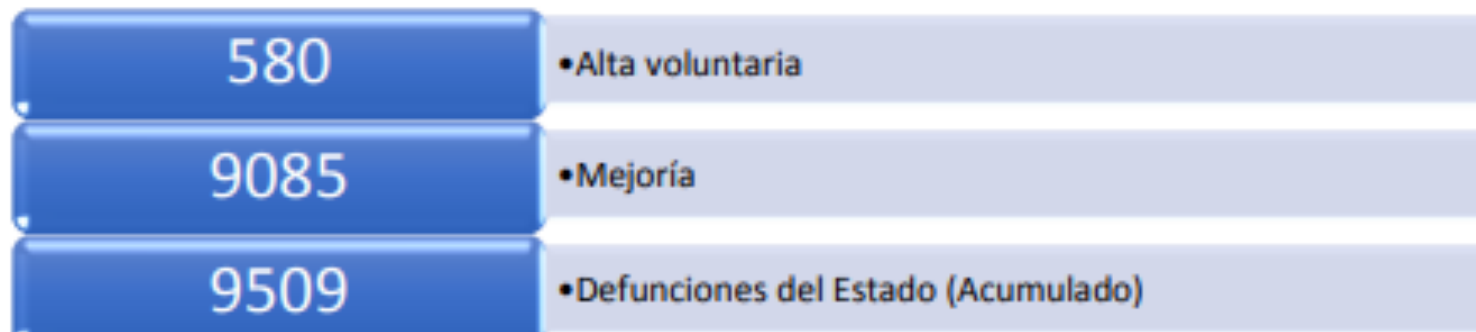 580
•Alta voluntaria
9085
•Mejoría
9509
•Defunciones del Estado (Acumulado)